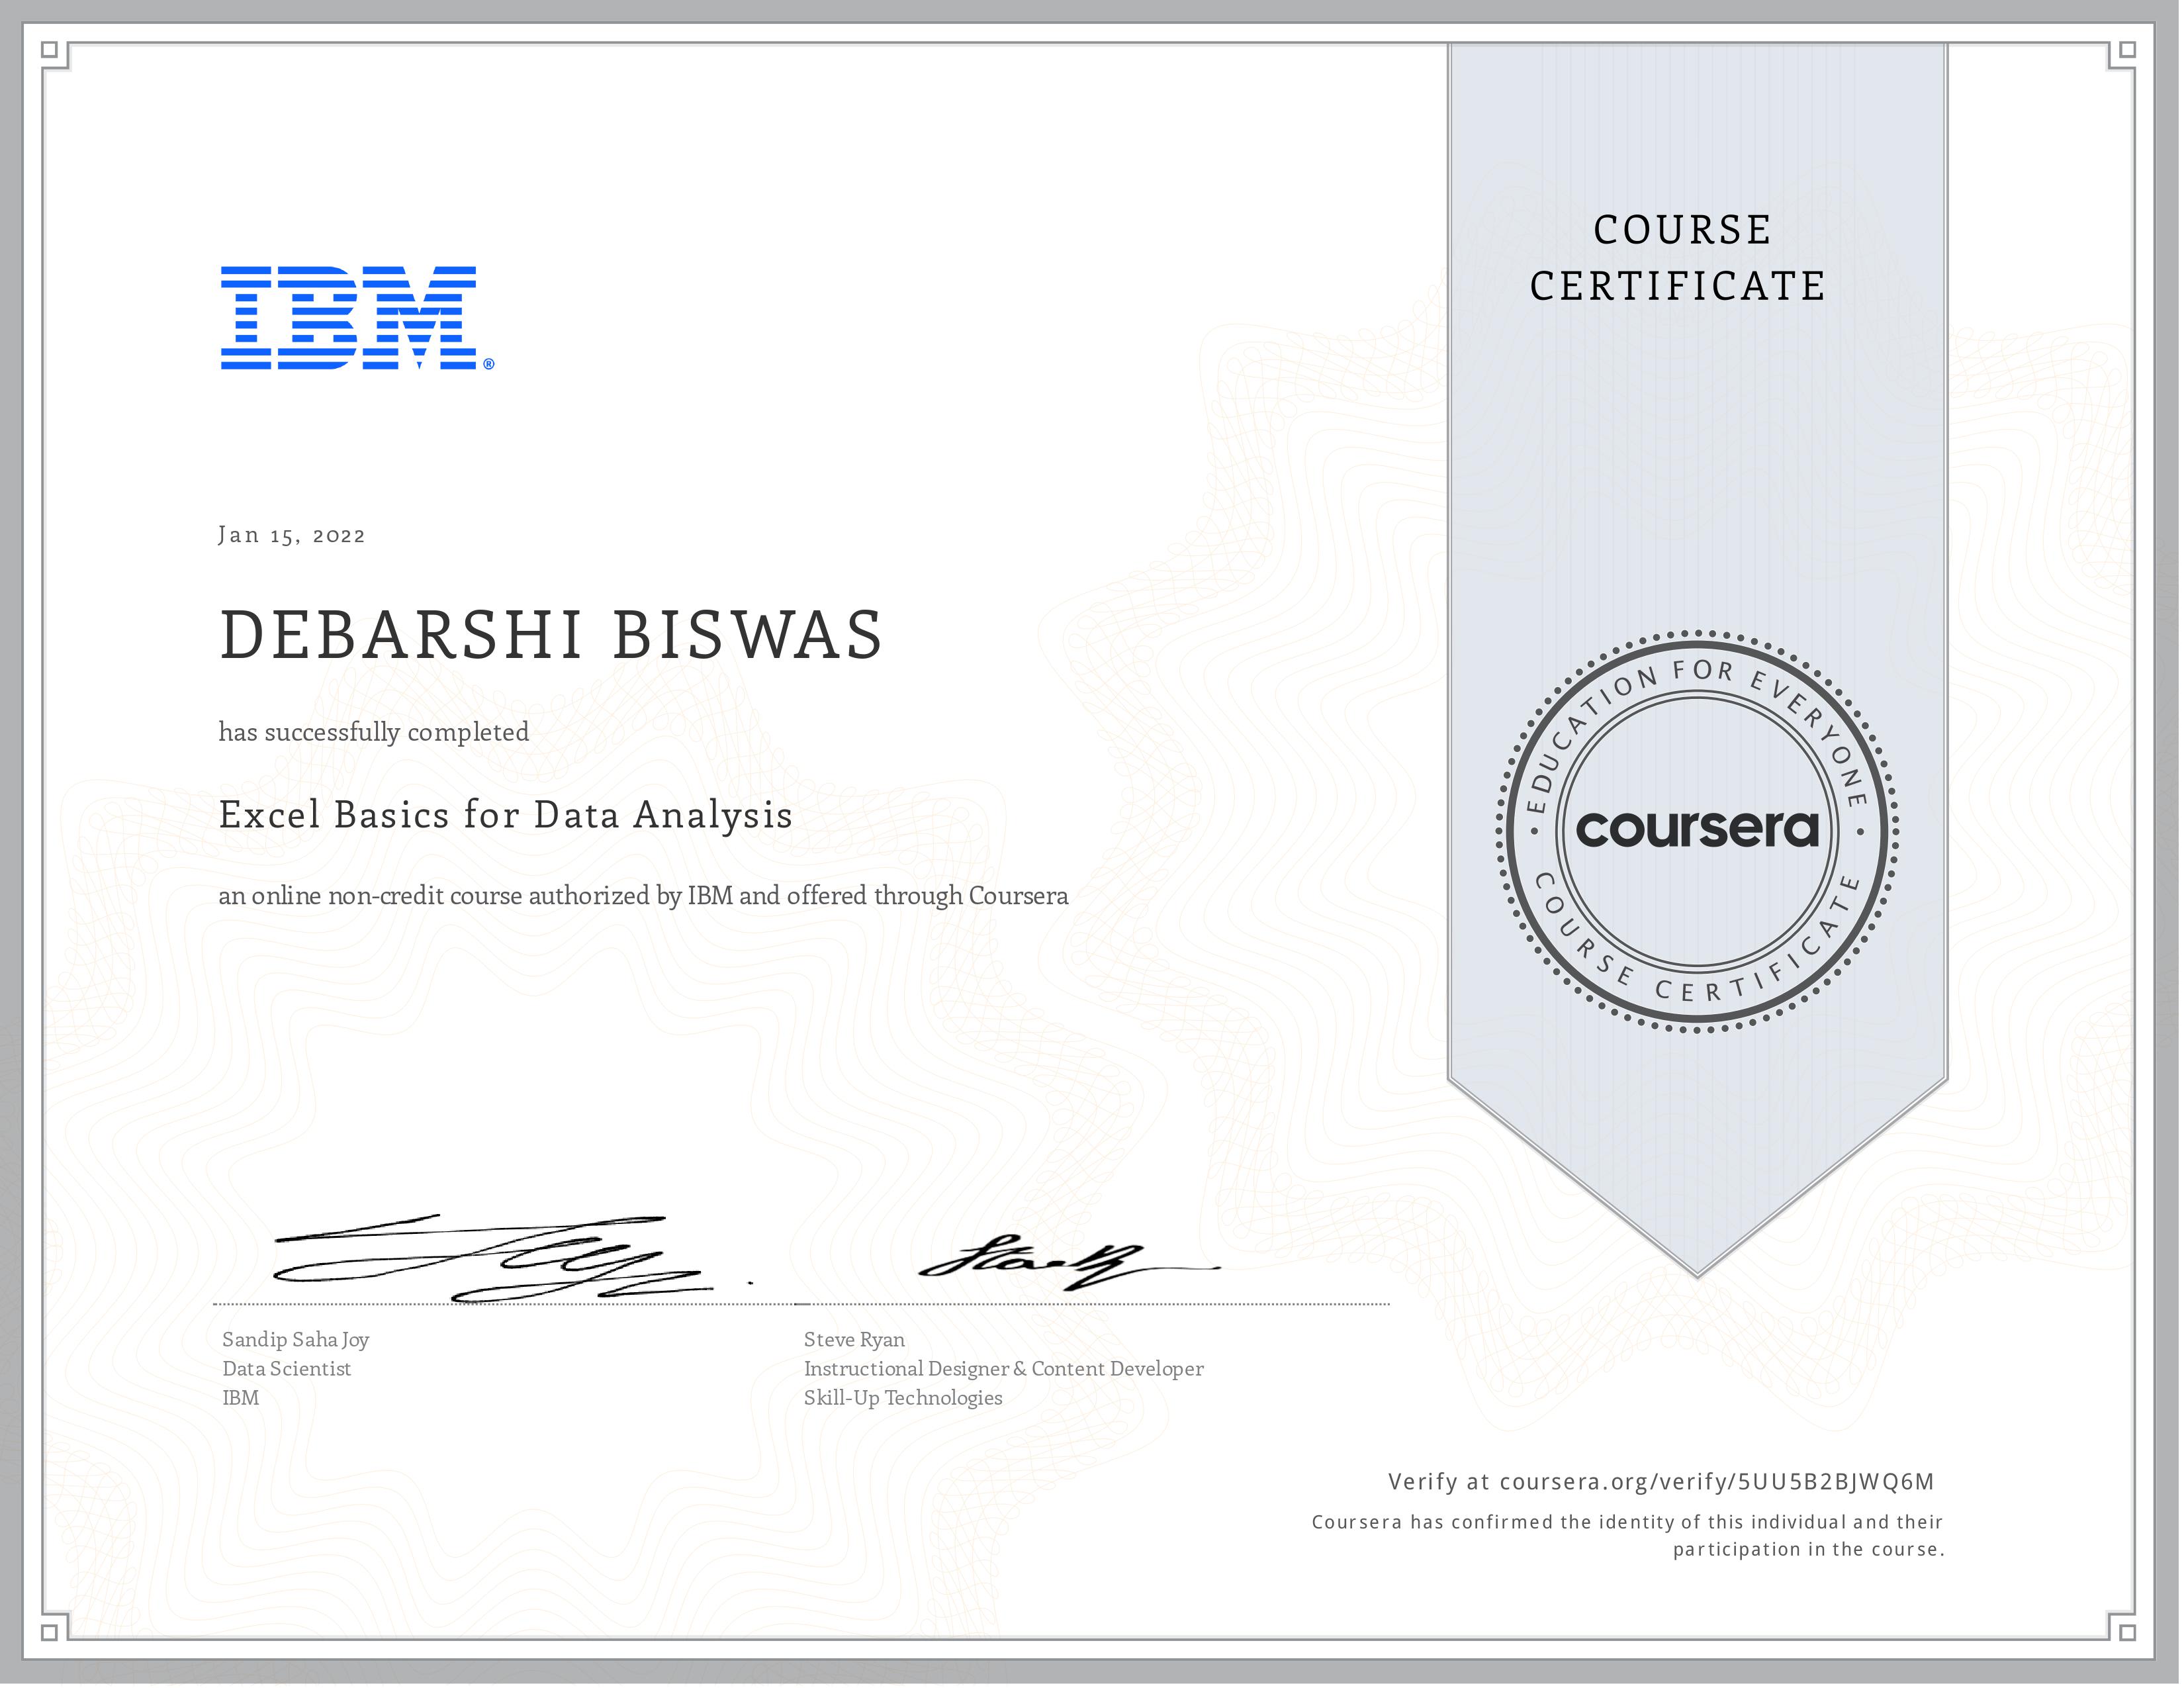 IBM®
COURSE
CERTIFICATE
Jan 15, 2022
DEBARSHI BISWAS
has successfully completed
Excel Basics for Data Analysis
an online non-credit course authorized by IBM and offered through Coursera
EDUCATION FOR EVERYONE
coursera
COURSE CERTIFICATE
Sandip Saha Joy
Data Scientist
IBM
Steve Ryan
Instructional Designer & Content Developer
Skill-Up Technologies
Verify at coursera.org/verify/5UU5B2BJWQ6M
Coursera has confirmed the identity of this individual and their
participation in the course.